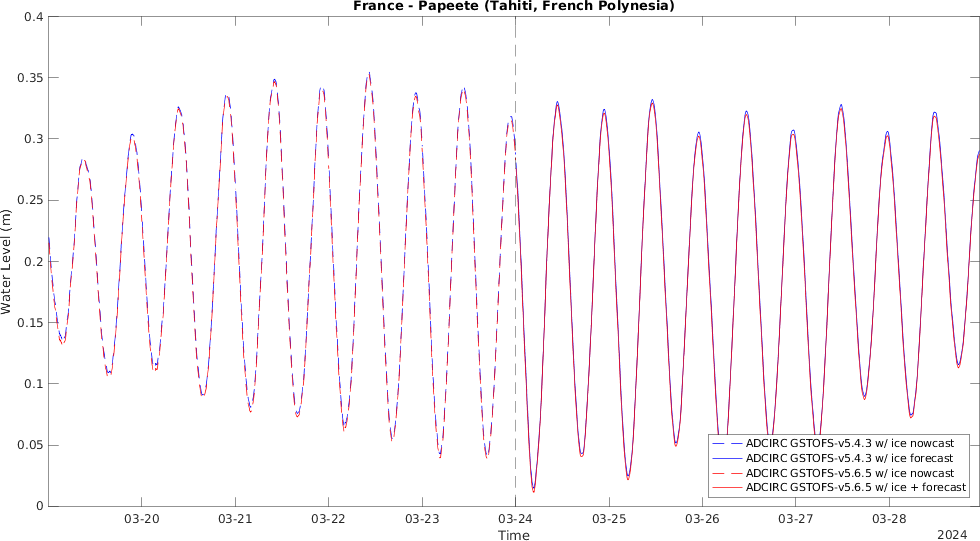 France - Papeete (Tahiti, French Polynesia)
0.4
0.35
0.3
0.25
0.2
0.15
0.1
0.05
0
Water Level (m)
ADCIRC GSTOFS-v5.4.3 w/ ice nowcast
ADCIRC GSTOFS-v5.4.3 w/ ice forecast
ADCIRC GSTOFS-v5.6.5 w/ ice nowcast
ADCIRC GSTOFS-v5.6.5 w/ ice + forecast
03-20 03-21 03-22 03-23 03-24 03-25 03-26 03-27 03-28
Time
2024